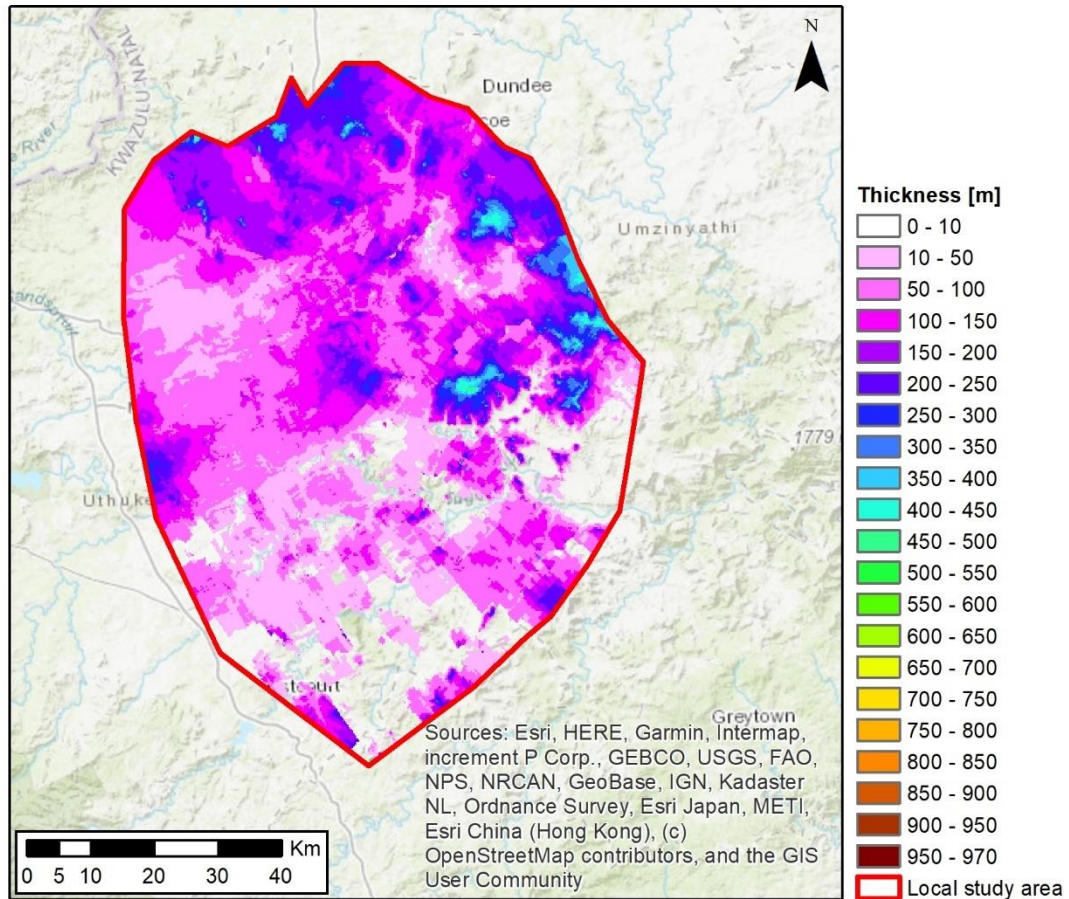 N
Dundee
coe
KWAZULU NATAL
River
Umzinyathi
andspruit
1779
Uthuke
stcourt
Greytown
Sources: Esri, HERE, Garmin, Intermap,
increment P Corp., GEBCO, USGS, FAO,
NPS, NRCAN, GeoBase, IGN, Kadaster
NL, Ordnance Survey, Esri Japan, METI,
Esri China (Hong Kong), (c)
OpenStreetMap contributors, and the GIS
User Community
Km
0 5 10 20 30 40
Thickness [m]
0 - 10
10 - 50
50 - 100
100 - 150
150 - 200
200 - 250
250 - 300
300 - 350
350 - 400
400 - 450
450 - 500
500 - 550
550 - 600
600 - 650
650 - 700
700 - 750
750 - 800
800 - 850
850 - 900
900 - 950
950 - 970
Local study area